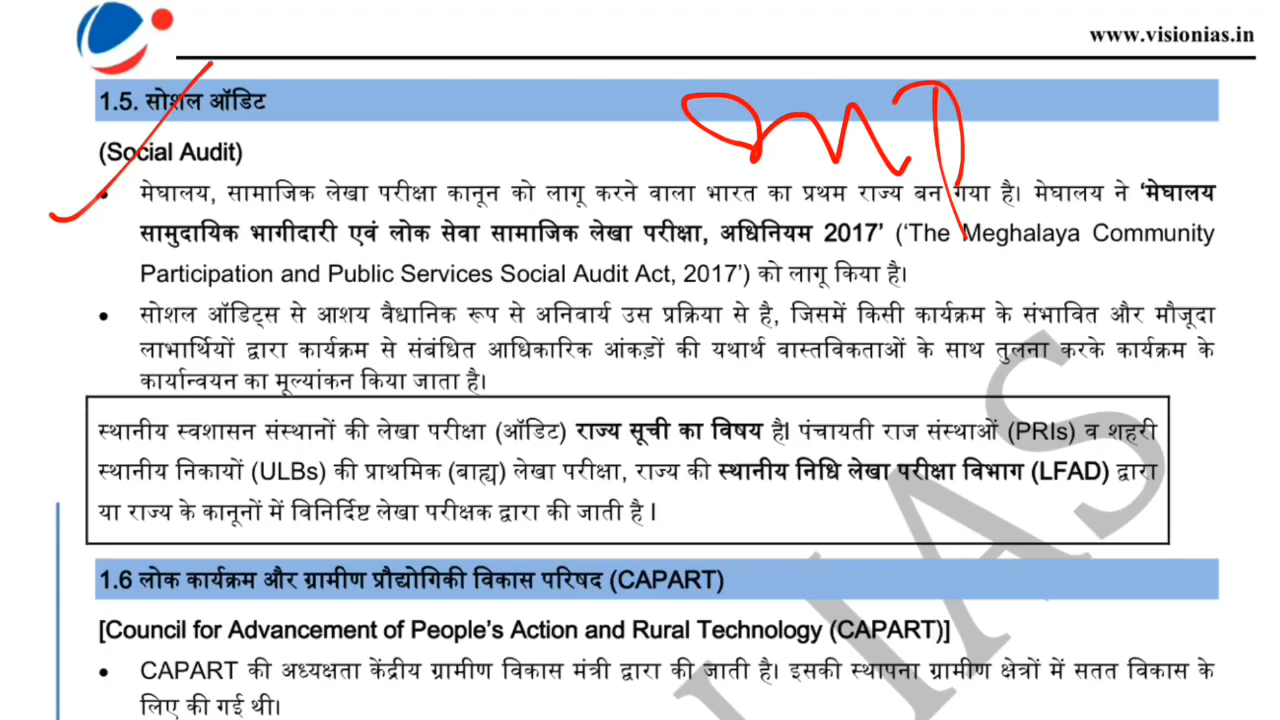 www.visionias.in
1.5. सोशल ऑडिट
(Social Audit)
• मेघालय, सामाजिक लेखा परीक्षा कानून को लागू करने वाला भारत का प्रथम राज्य बन गया है। मेघालय ने ‘मेघालय
सामुदायिक भागीदारी एवं लोक सेवा सामाजिक लेखा परीक्षा, अधिनियम 2017’ (‘The Meghalaya Community
Participation and Public Services Social Audit Act, 2017’) को लागू किया है।
• सोशल ऑडिट्स से आशय वैधानिक रूप से अनिवार्य उस प्रक्रिया से है, जिसमें किसी कार्यक्रम के संभावित और मौजूदा
लाभार्थियों द्वारा कार्यक्रम से संबंधित आधिकारिक आंकड़ों की यथार्थ वास्तविकताओं के साथ तुलना करके कार्यक्रम के
कार्यान्वयन का मूल्यांकन किया जाता है।
स्थानीय स्वशासन संस्थानों की लेखा परीक्षा (ऑडिट) राज्य सूची का विषय है। पंचायती राज संस्थाओं (PRIs) व शहरी
स्थानीय निकायों (ULBs) की प्राथमिक (बाह्य) लेखा परीक्षा, राज्य की स्थानीय निधि लेखा परीक्षा विभाग (LFAD) द्वारा
या राज्य के कानूनों में विनिर्दिष्ट लेखा परीक्षक द्वारा की जाती है।
1.6 लोक कार्यक्रम और ग्रामीण प्रौद्योगिकी विकास परिषद (CAPART)
[Council for Advancement of People’s Action and Rural Technology (CAPART)]
• CAPART की अध्यक्षता केंद्रीय ग्रामीण विकास मंत्री द्वारा की जाती है। इसकी स्थापना ग्रामीण क्षेत्रों में सतत विकास के
लिए की गई थी।